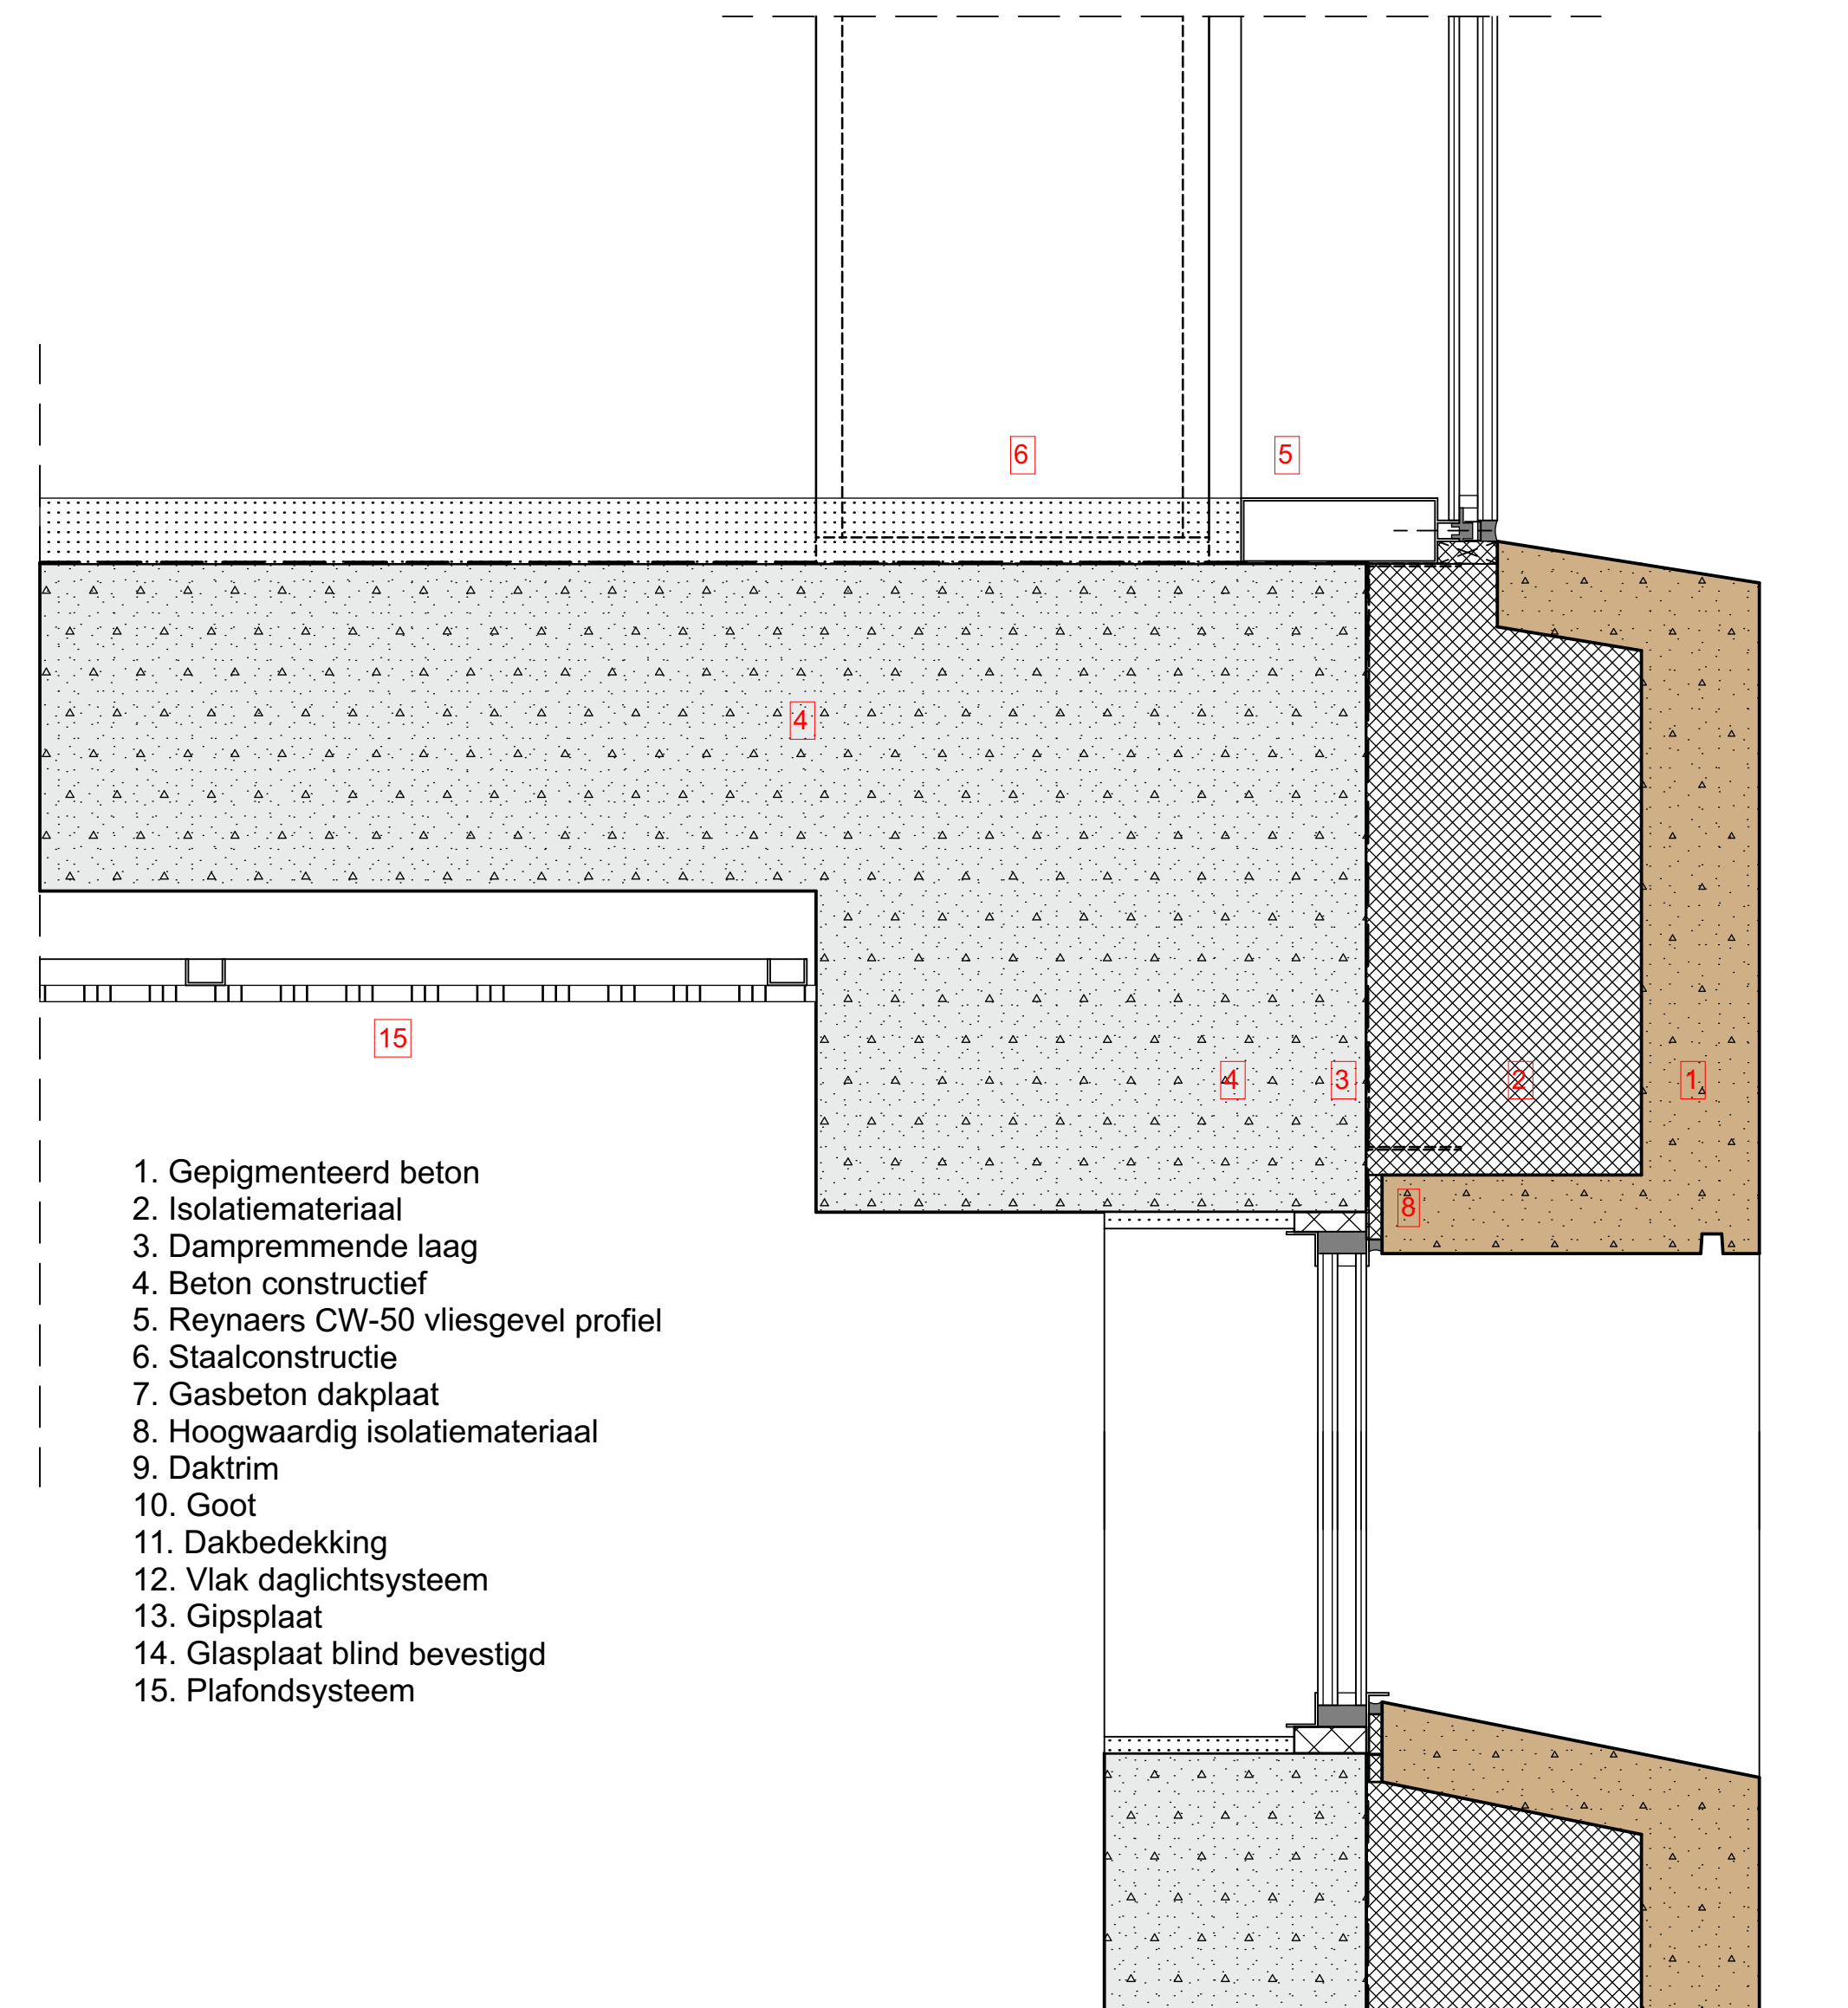 6
5
4
15
4
3
2
1
8
1. Gepigmenteerd beton
2. Isolatiemateriaal
3. Dampremmende laag
4. Beton constructief
5. Reynaers CW-50 vliesgevel profiel
6. Staalconstructie
7. Gasbeton dakplaat
8. Hoogwaardig isolatiemateriaal
9. Daktrim
10. Goot
11. Dakbedekking
12. Vlak daglichtsysteem
13. Gipsplaat
14. Glasplaat blind bevestigd
15. Plafondsysteem